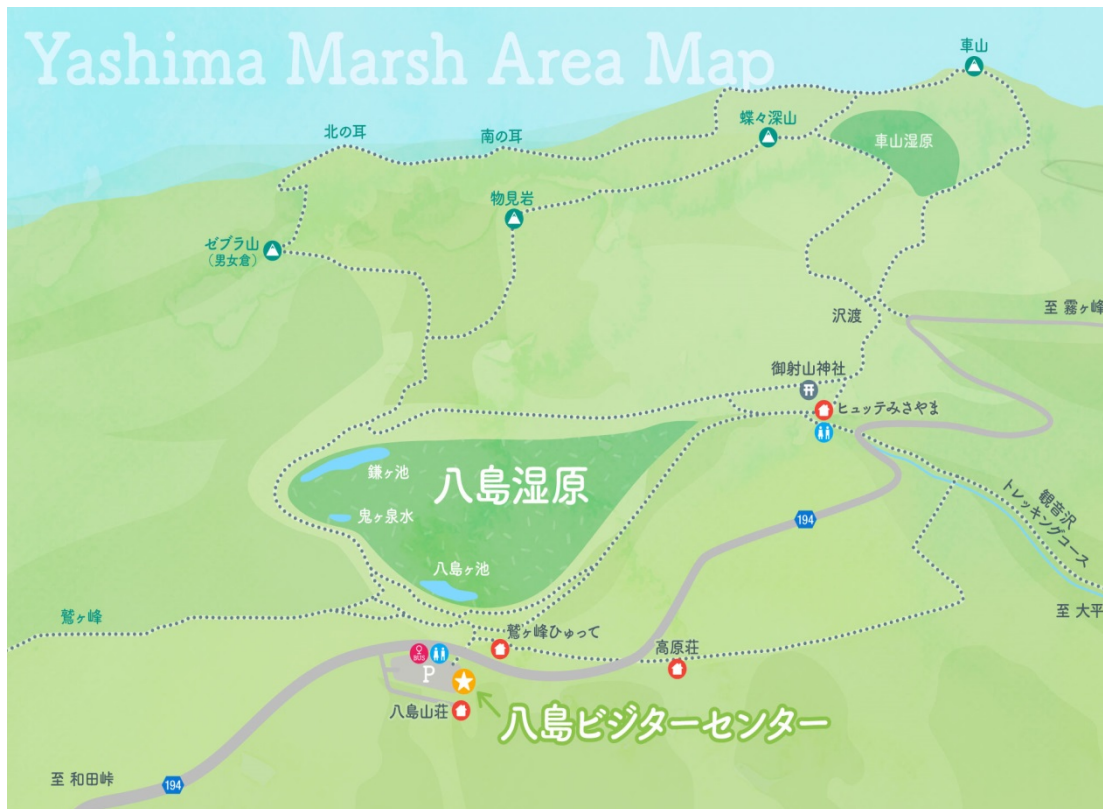 Yashima Marsh Area Map
車山
蝶々深山
北の耳
南の耳
車山湿原
物見岩
ゼブラ山
(男女倉)
沢渡
至 霧ヶ峰
御射山神社
ヒュッテみさやま
鎌ヶ池
八島湿原
鬼ヶ泉水
194
観音沢
トレッキングコース
八島ヶ池
至 大平
鷲ヶ峰
鷲ヶ峰ひゅって
高原荘
BUS
P
八島山荘
八島ビジターセンター
至 和田峠
194